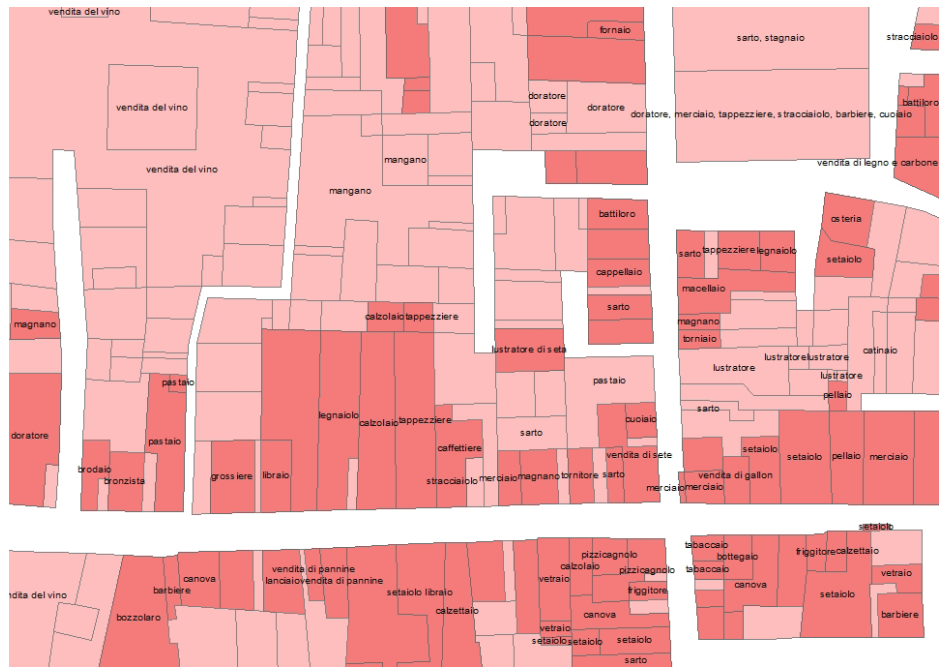 vendita del vino
fornaio
sarto, stagnaio
stracciaiolo
vendita del vino
doratore
doratore
battiloro
doratore, merciaio, tappezziere, stracciaiolo, barbiere, cuoiaio
doratore
mangano
vendita di legno e carbone
vendita del vino
mangano
battiloro
osteria
tappezziere
legnaiolo
sarto
setaiolo
cappellaio
macellaio
sarto
calzolaio
tappezziere
magnano
magnano
torniaio
lustratore di seta
catinaio
lustratore
lustratore
lustratore
lustratore
pastaio
pastaio
pellaio
legnaiolo
calzolaio
tappezziere
sarto
cuoiaio
sarto
doratore
pastaio
caffettiere
vendita di sete
setaiolo
setaiolo
pellaio
merciaio
brodaio
bronzista
grossiere
libraio
stracciaiolo
merciaio
magnano
tornitore
sarto
vendita di gallon
merciaio
merciaio
setaiolo
tabaccaio
bottegaio
friggitore
calzettaio
pizzicagnolo
calzolaio
vendita di pannine
tabaccaio
pizzicagnolo
vetraio
vetraio
canova
lanciaio
vendita di pannine
barbiere
canova
friggitore
setaiolo
libraio
setaiolo
vendita del vino
calzettaio
canova
barbiere
bozzolaro
vetraio
setaiolo
setaiolo
setaiolo
sarto